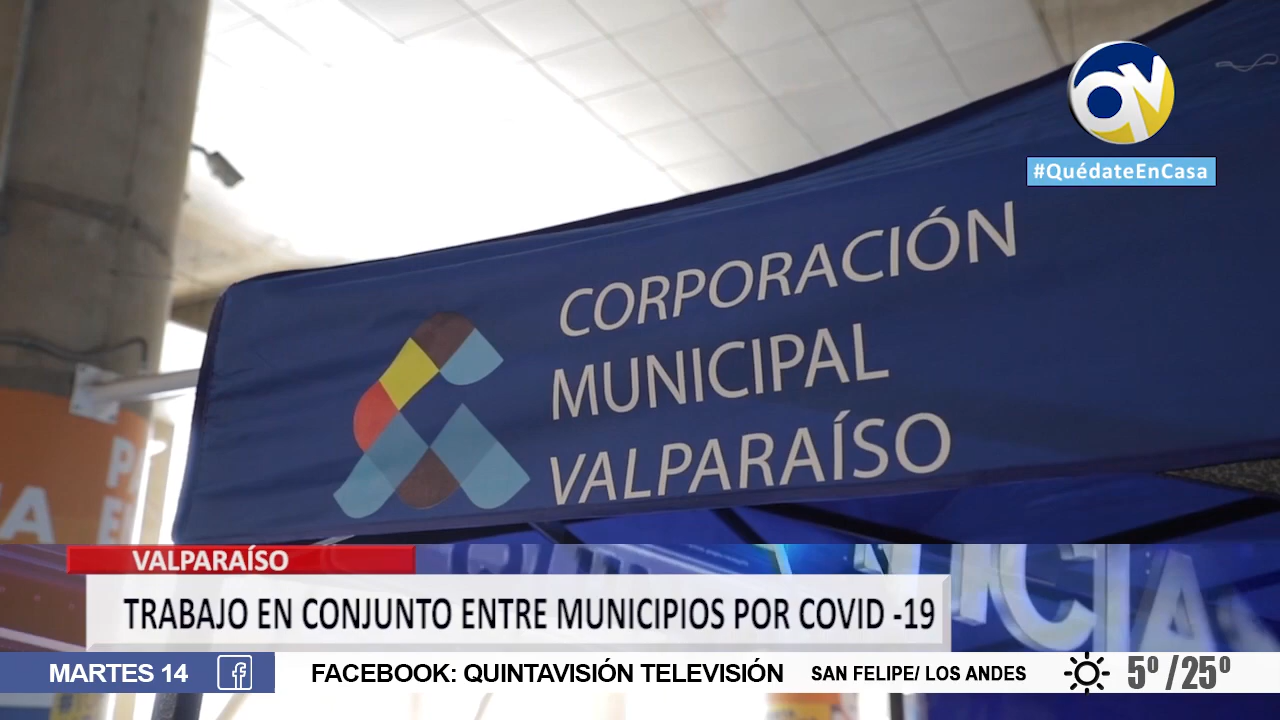 #QuédateEnCasa
CORPORACIÓN
MUNICIPAL
VALPARAÍSO
VALPARAÍSO
TRABAJO EN CONJUNTO ENTRE MUNICIPIOS POR COVID -19
MARTES 14
FACEBOOK: QUINTAVISIÓN TELEVISIÓN
SAN FELIPE/ LOS ANDES
5º /25º